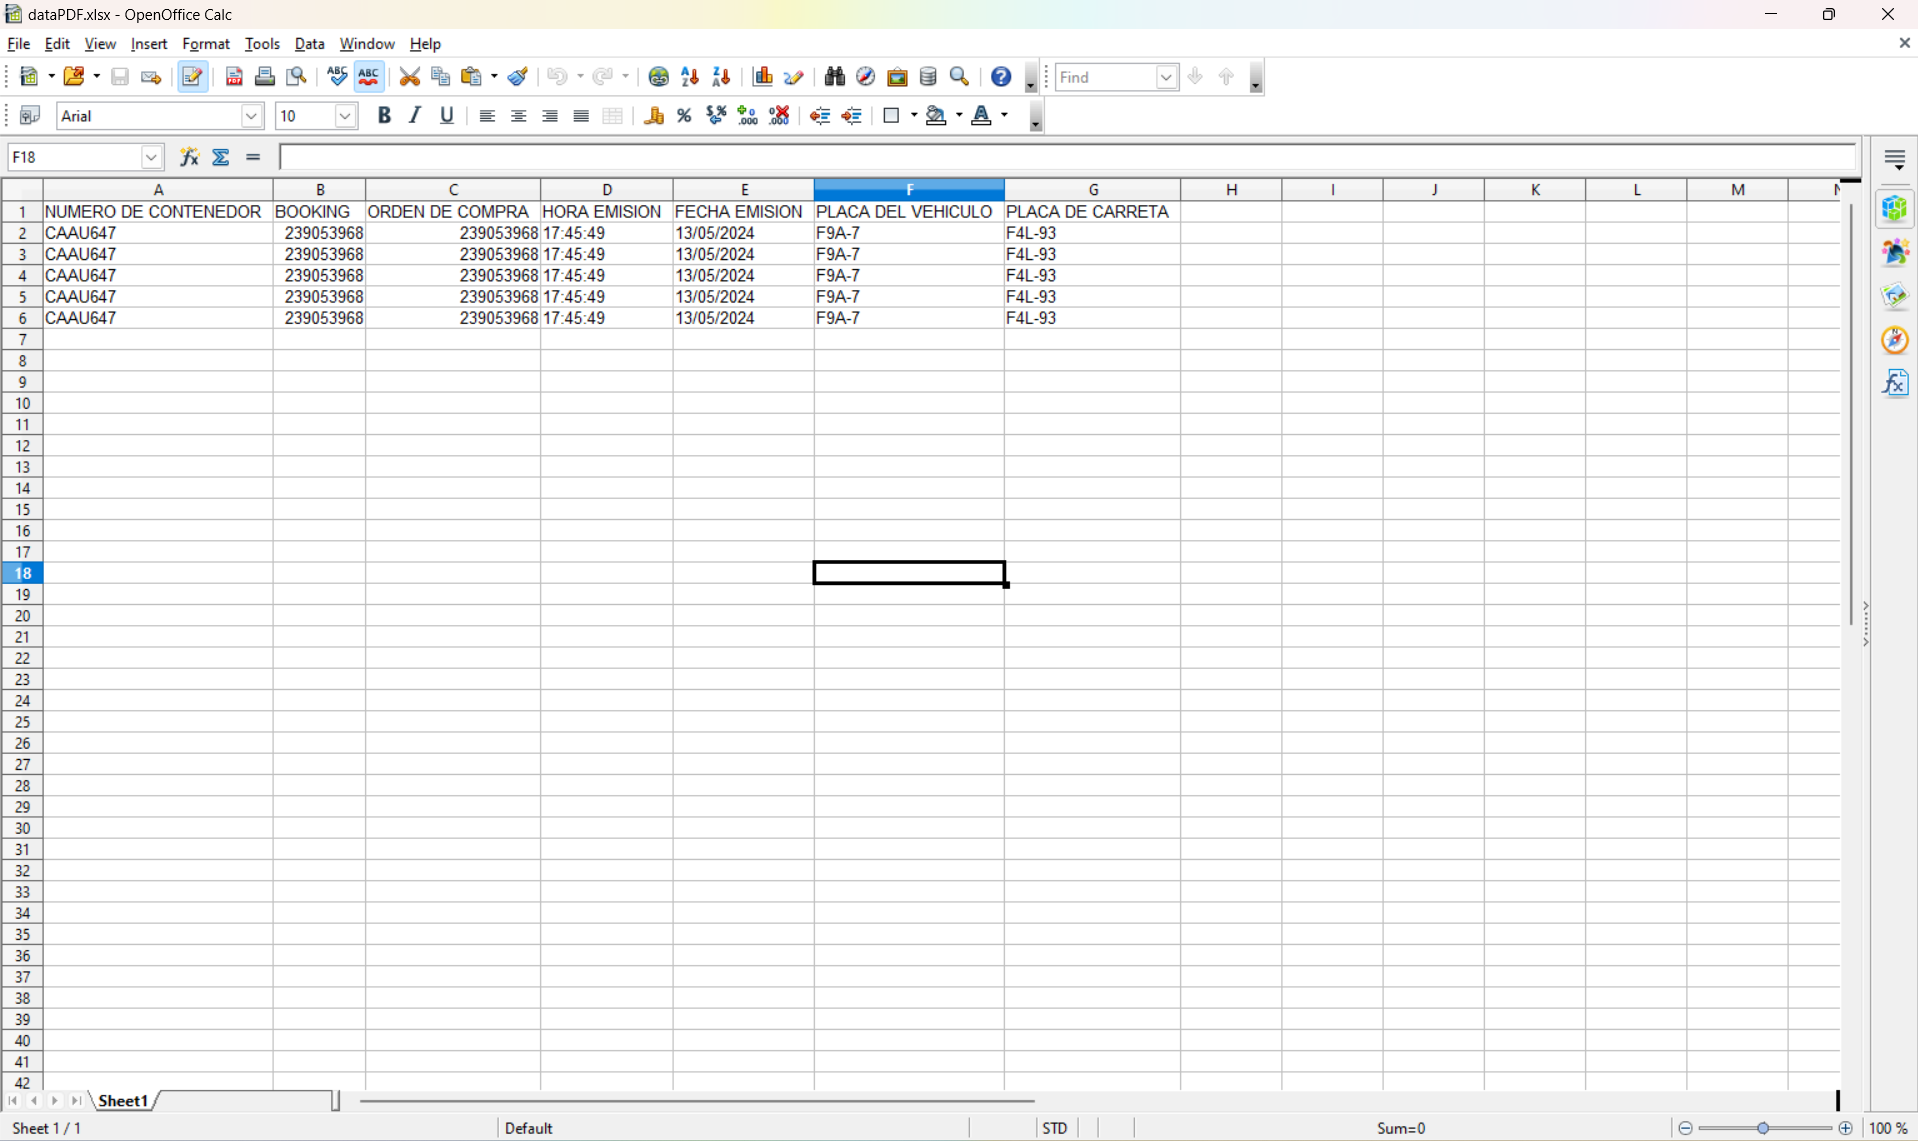 dataPDF.xlsx - OpenOffice Calc
File Edit View Insert Format Tools Data Window Help
Find
Arial 10
F18
A B C D E F G H I J K L M N
1 NUMERO DE CONTENEDOR BOOKING ORDEN DE COMPRA HORA EMISION FECHA EMISION PLACA DEL VEHICULO PLACA DE CARRETA
2 CAAU647 239053968 239053968 17:45:49 13/05/2024 F9A-7 F4L-93
3 CAAU647 239053968 239053968 17:45:49 13/05/2024 F9A-7 F4L-93
4 CAAU647 239053968 239053968 17:45:49 13/05/2024 F9A-7 F4L-93
5 CAAU647 239053968 239053968 17:45:49 13/05/2024 F9A-7 F4L-93
6 CAAU647 239053968 239053968 17:45:49 13/05/2024 F9A-7 F4L-93
7
8
9
10
11
12
13
14
15
16
17
18
19
20
21
22
23
24
25
26
27
28
29
30
31
32
33
34
35
36
37
38
39
40
41
42
Sheet1
Sheet 1 / 1 Default STD Sum=0 100 %